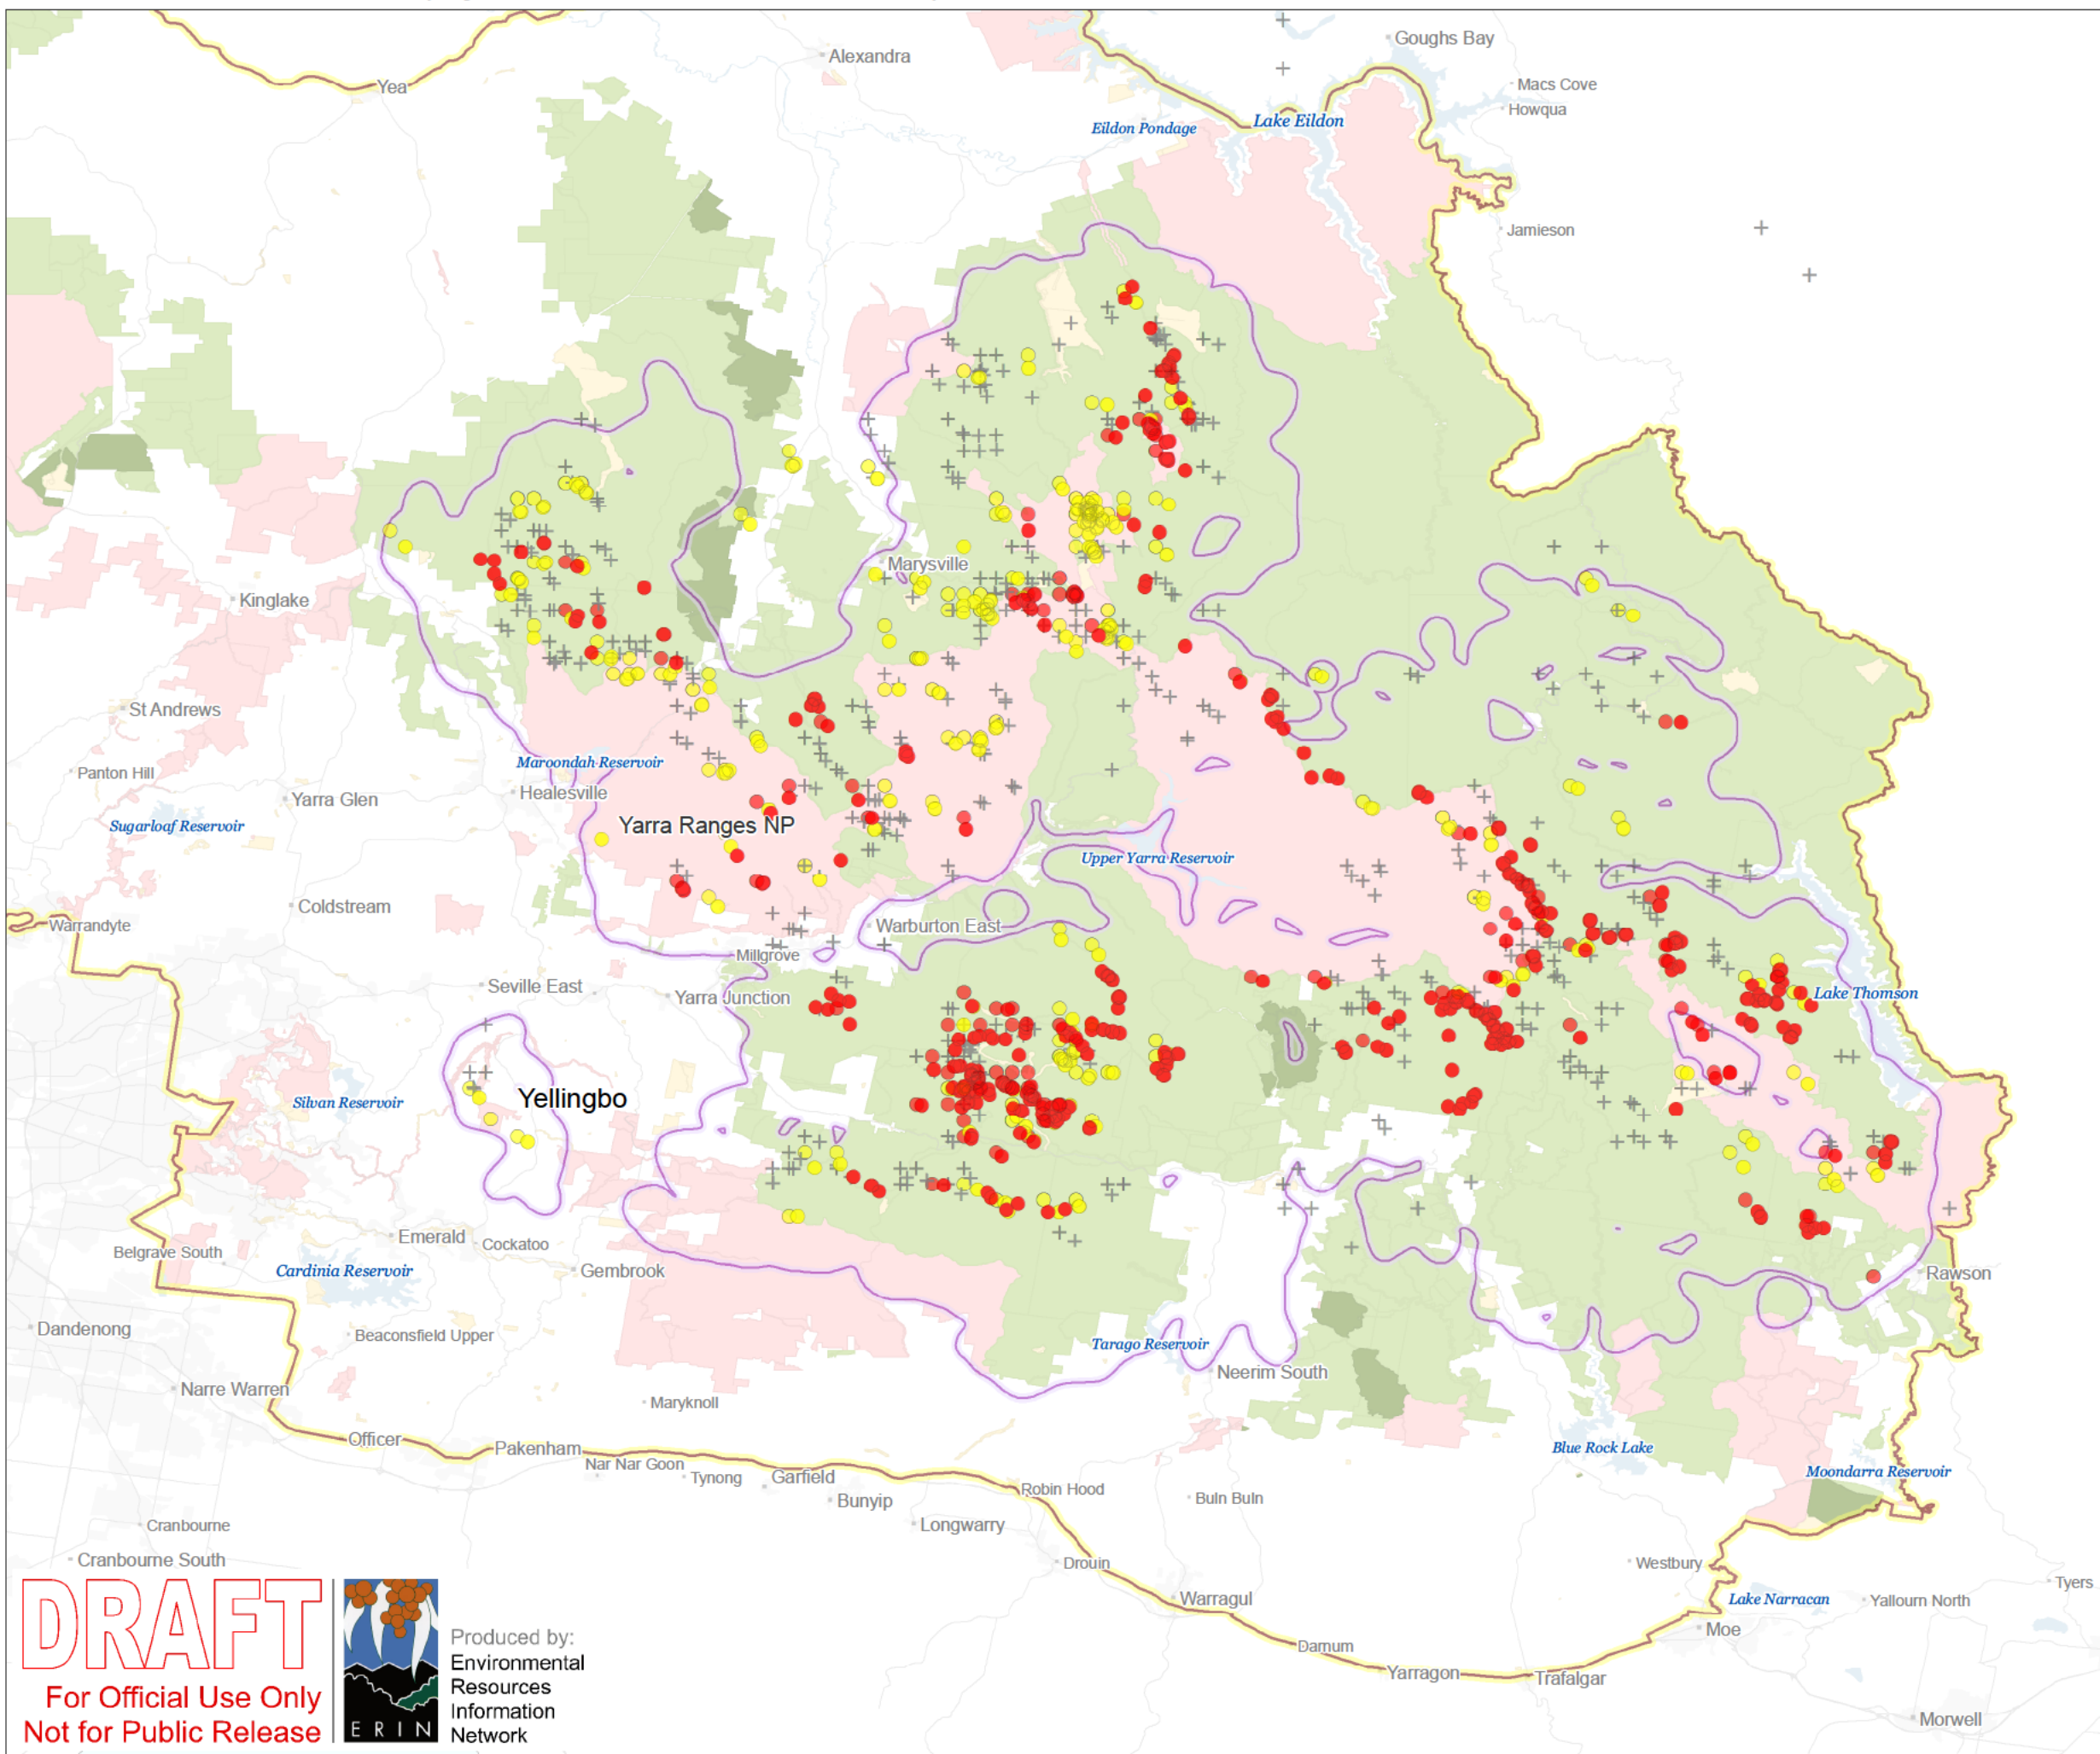 Goughs Bay
Alexandra
Macs Cove
Yea
Howqua
Lake Eildon
Eildon Pondage
Jamieson
Marysville
Kinglake
St Andrews
Maroondah Reservoir
Panton Hill
Healesville
Yarra Glen
Sugarloaf Reservoir
Yarra Ranges NP
Upper Yarra Reservoir
Coldstream
Warrandyte
Warburton East
Millgrove
Seville East
Yarra Junction
Lake Thomson
Yellingbo
Silvan Reservoir
Emerald
Cockatoo
Belgrave South
Cardinia Reservoir
Gembrook
Rawson
Dandenong
Beaconsfield Upper
Tarago Reservoir
Neerim South
Narre Warren
Maryknoll
Officer
Pakenham
Blue Rock Lake
Nar Nar Goon
Tynong
Garfield
Moondarra Reservoir
Robin Hood
Bunyip
Buln Buln
Cranbourne
Longwarry
Cranbourne South
Drouin
Westbury
Tyers
Warragul
Lake Narracan
Yallourn North
Moe
Darnum
Yarragon
Trafalgar
Morwell
DRAFT
For Official Use Only
Not for Public Release
ERIN
Produced by:
Environmental
Resources
Information
Network